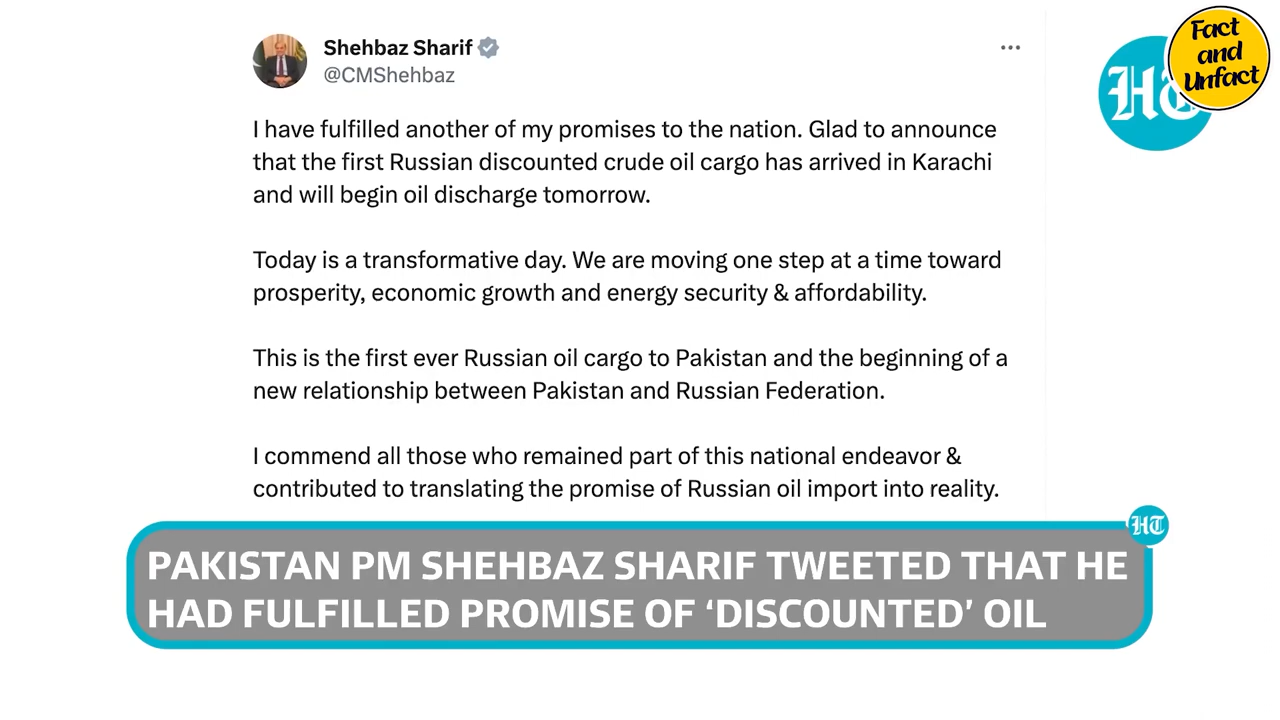 Shehbaz Sharif
@CMShehbaz
I have fulfilled another of my promises to the nation. Glad to announce
that the first Russian discounted crude oil cargo has arrived in Karachi
and will begin oil discharge tomorrow.
Today is a transformative day. We are moving one step at a time toward
prosperity, economic growth and energy security & affordability.
This is the first ever Russian oil cargo to Pakistan and the beginning of a
new relationship between Pakistan and Russian Federation.
I commend all those who remained part of this national endeavor &
contributed to translating the promise of Russian oil import into reality.
HT
Fact
and
Unfact
HT
PAKISTAN PM SHEHBAZ SHARIF TWEETED THAT HE
HAD FULFILLED PROMISE OF ‘DISCOUNTED’ OIL